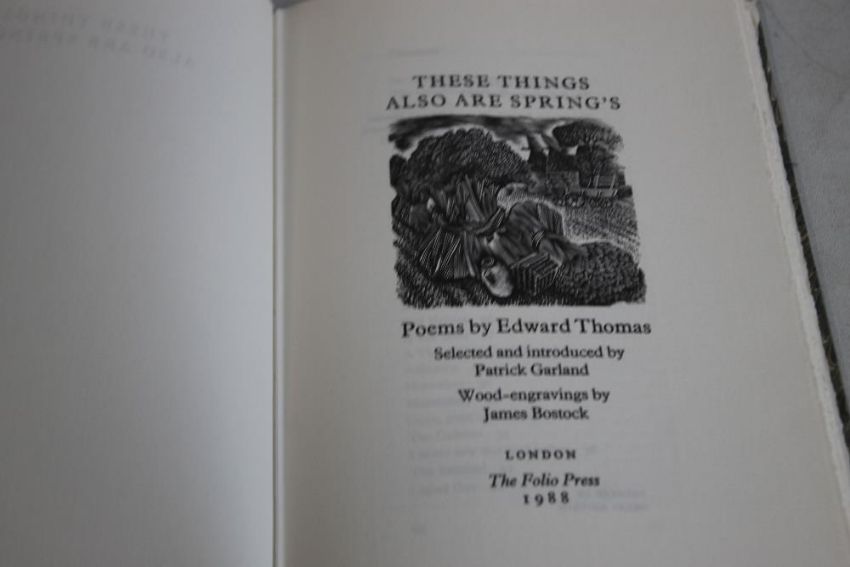 THESE THINGS
ALSO ARE SPRING'S
Poems by Edward Thomas
Selected and introduced by
Patrick Garland
Wood-engravings by
James Bostock
LONDON
The Folio Press
1988